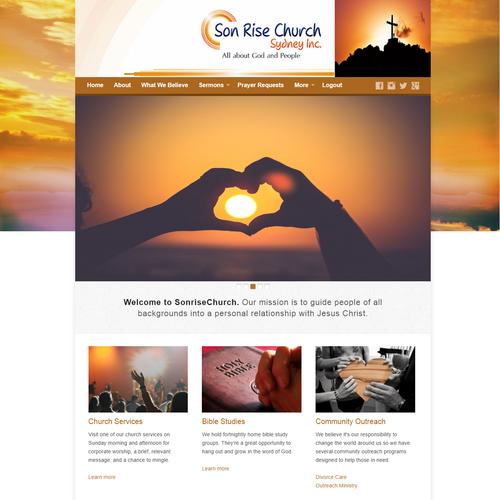 Son Rise Church
Sydney Inc.
All about God and People
Home About What We Believe Sermons Prayer Requests More Logout
Welcome to SonriseChurch. Our mission is to guide people of all
backgrounds into a personal relationship with Jesus Christ.
HOLY
BIBLE
Church Services
Visit one of our church services on
Sunday morning and afternoon for
corporate worship, a brief, relevant
message, and a chance to mingle.
Learn more
Bible Studies
We hold fortnightly home bible study
groups. They're a great opportunity to
hang out and grow in the word of God.
Learn more
Community Outreach
We believe it's our responsibility to
change the world around us so we have
several community outreach programs
designed to help those in need.
Divorce Care
Outreach Ministry